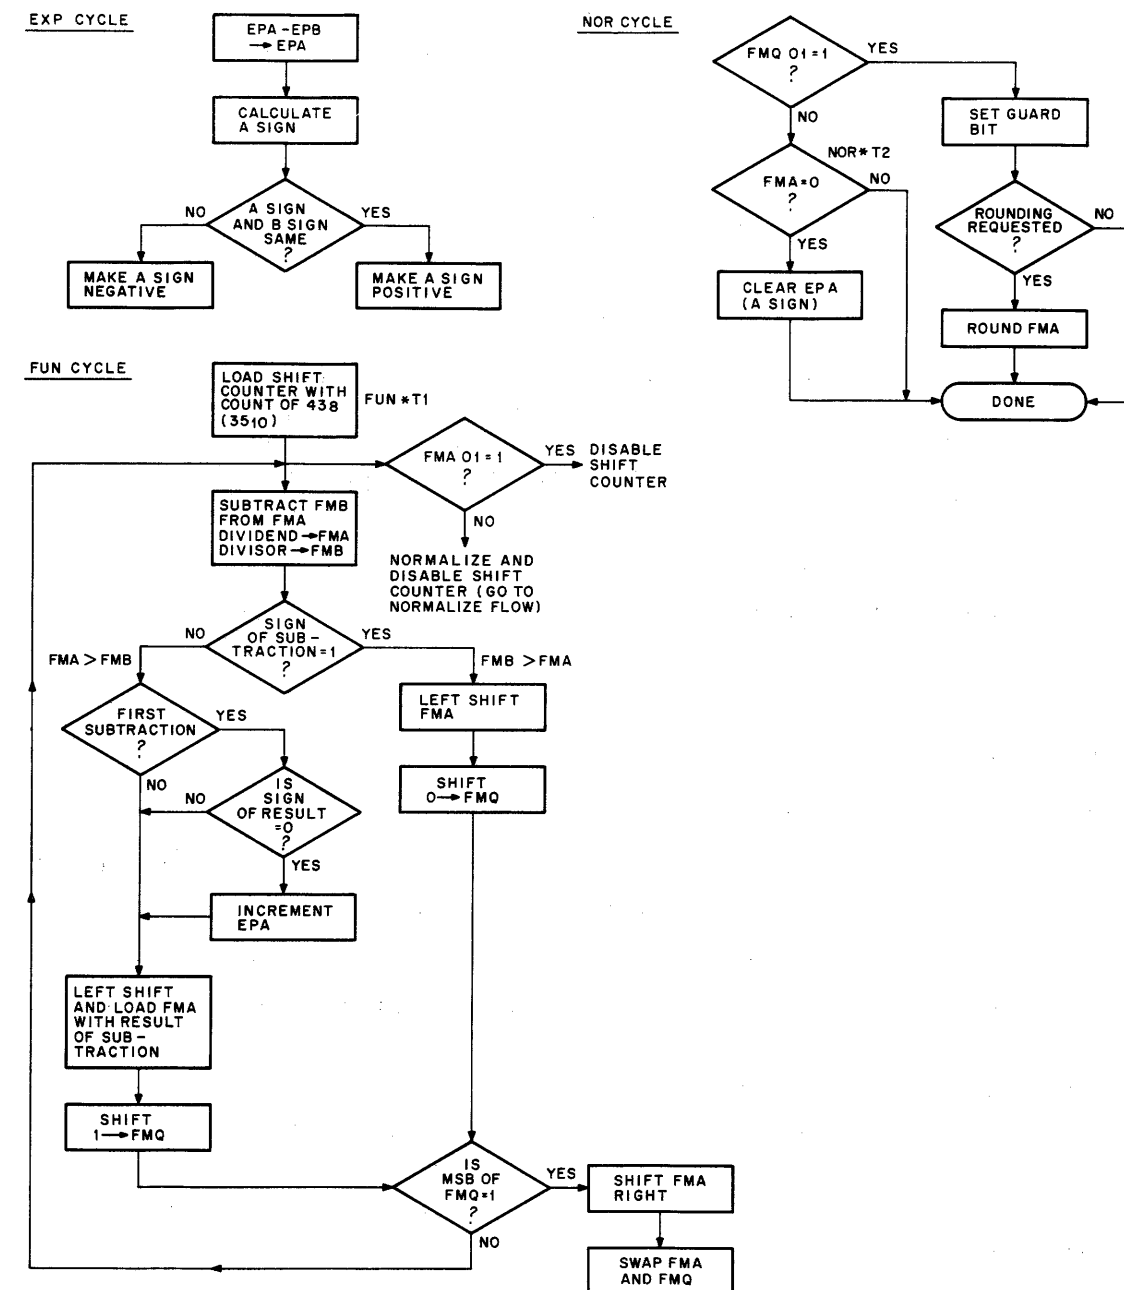 EXP CYCLE
EPA-EPB
→EPA
CALCULATE
A SIGN
A SIGN
AND B SIGN
SAME
?
NO
YES
MAKE A SIGN
NEGATIVE
MAKE A SIGN
POSITIVE
NOR CYCLE
FMQ 01=1
?
YES
NO
NOR*T2
FMA=0
?
NO
YES
CLEAR EPA
(A SIGN)
SET GUARD
BIT
ROUNDING
REQUESTED
?
NO
YES
ROUND FMA
DONE
FUN CYCLE
LOAD SHIFT
COUNTER WITH
COUNT OF 43₈
(35₁₀)
FUN*T1
FMA 01=1
?
YES
DISABLE
SHIFT
COUNTER
NO
NORMALIZE AND
DISABLE SHIFT
COUNTER (GO TO
NORMALIZE FLOW)
SUBTRACT FMB
FROM FMA
DIVIDEND→FMA
DIVISOR→FMB
SIGN
OF SUB-
TRACTION=1
?
NO
YES
FMA>FMB
FMB>FMA
FIRST
SUBTRACTION
?
YES
NO
LEFT SHIFT
FMA
SHIFT
0→FMQ
IS
SIGN
OF RESULT
=0
?
NO
YES
INCREMENT
EPA
LEFT SHIFT
AND LOAD FMA
WITH RESULT
OF SUB-
TRACTION
SHIFT
1→FMQ
IS
MSB OF
FMQ=1
?
YES
NO
SHIFT FMA
RIGHT
SWAP FMA
AND FMQ